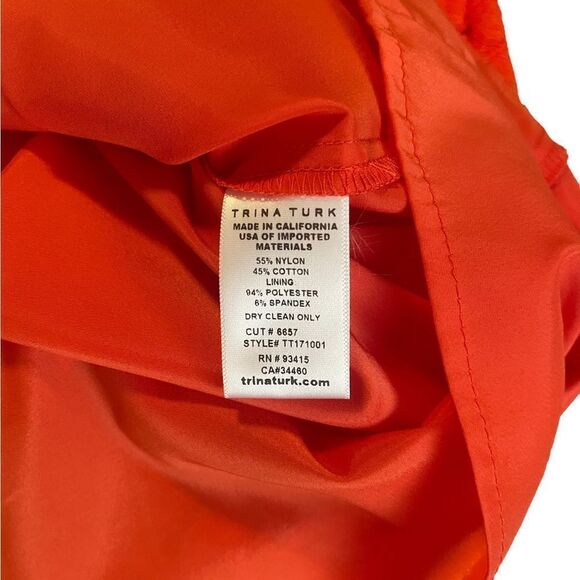 TRINA TURK
MADE IN CALIFORNIA
USA OF IMPORTED
MATERIALS
55% NYLON
45% COTTON
LINING:
94% POLYESTER
6% SPANDEX
DRY CLEAN ONLY
CUT # 6657
STYLE# TT171001
RN # 93415
CA#34460
trinaturk.com